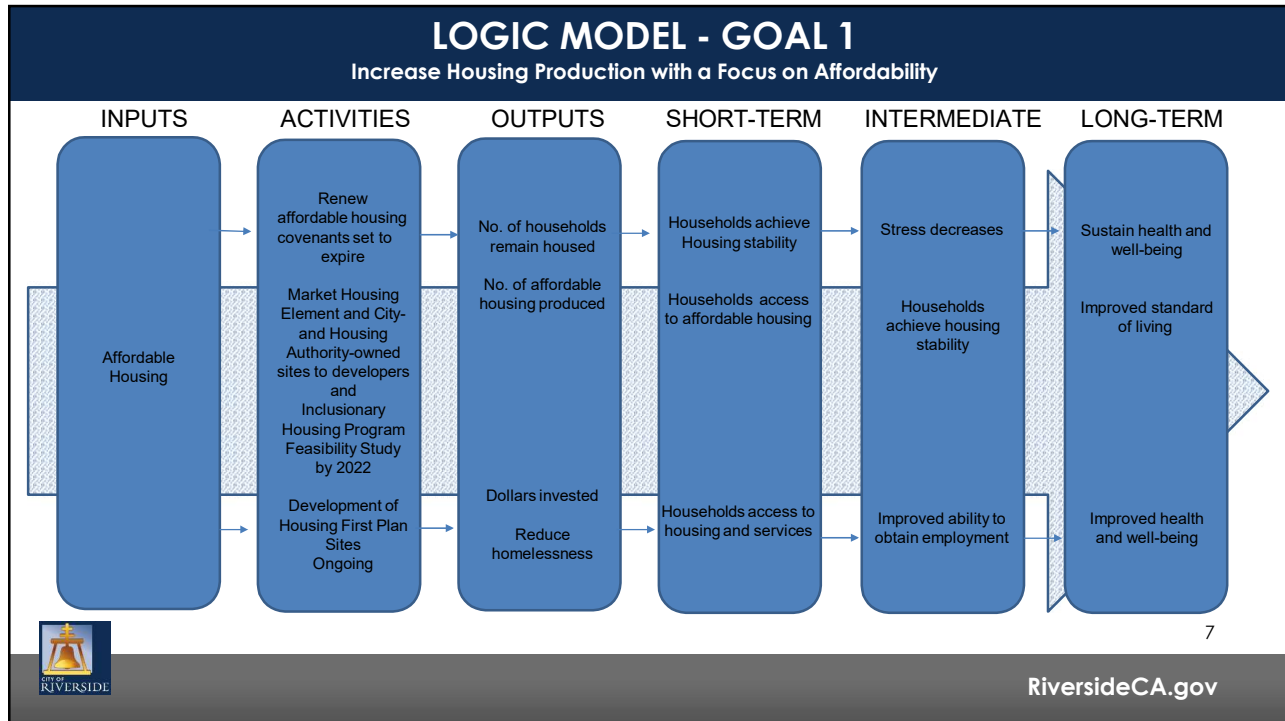 LOGIC MODEL - GOAL 1
Increase Housing Production with a Focus on Affordability
INPUTS
Affordable
Housing
ACTIVITIES
Renew
affordable housing
covenants set to
expire
Market Housing
Element and City-
and Housing
Authority-owned
sites to developers
and
Inclusionary
Housing Program
Feasibility Study
by 2022
Development of
Housing First Plan
Sites
Ongoing
OUTPUTS
No. of households
remain housed
No. of affordable
housing produced
Dollars invested
Reduce
homelessness
SHORT-TERM
Households achieve
Housing stability
Households access
to affordable housing
Households access to
housing and services
INTERMEDIATE
Stress decreases
Households
achieve housing
stability
Improved ability to
obtain employment
LONG-TERM
Sustain health and
well-being
Improved standard
of living
Improved health
and well-being
7
CITY OF
RIVERSIDE
RiversideCA.gov